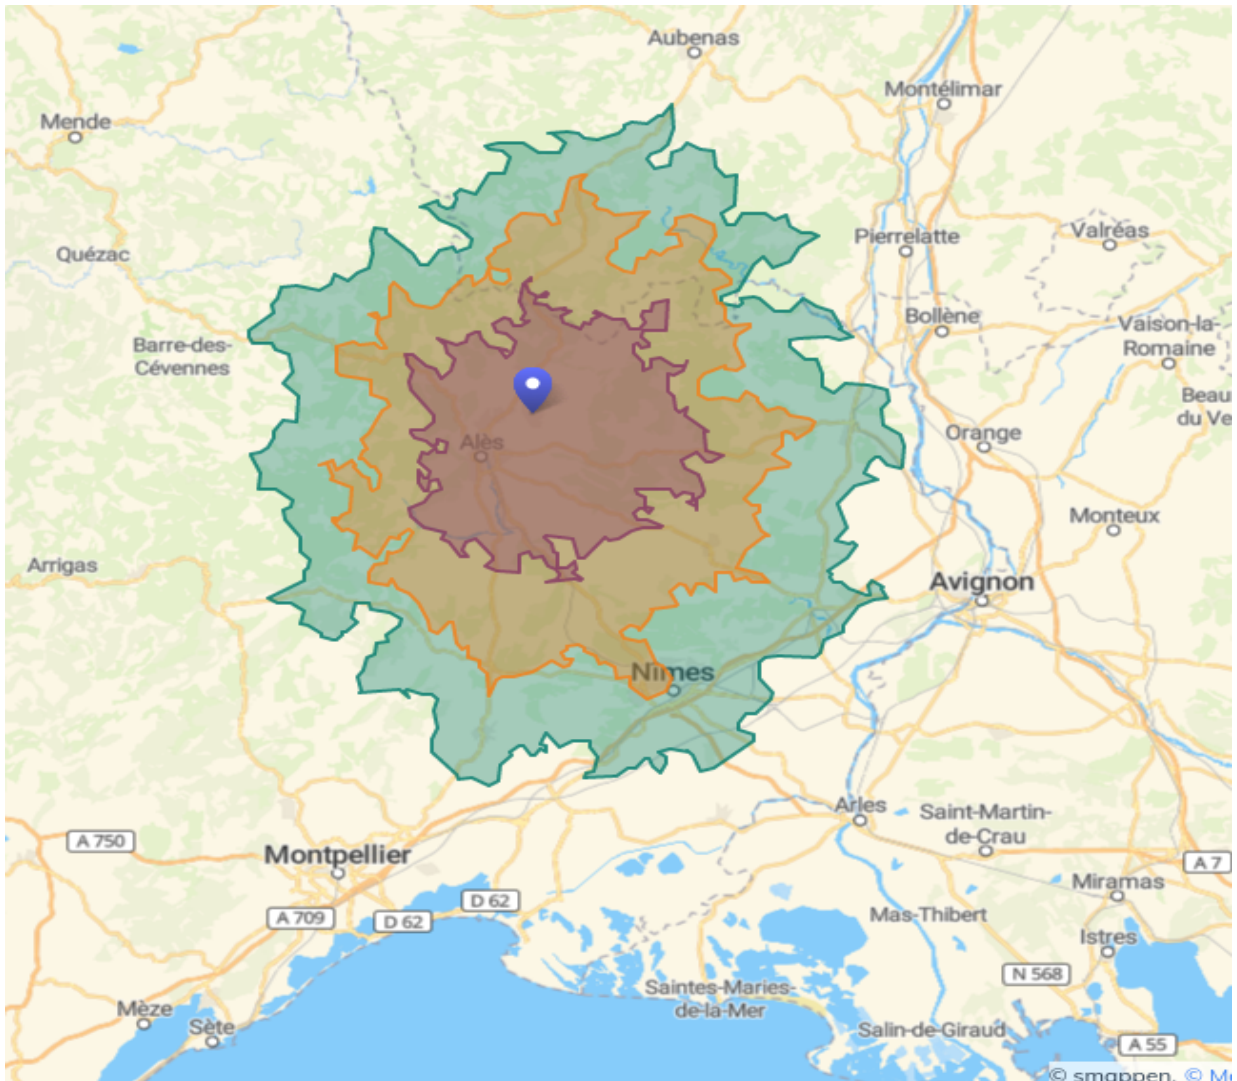 Aubenas
Montélimar
Mende
Pierrelatte
Valréas
Quézac
Bollène
Vaison-la-
Romaine
Barre-des-
Cévennes
Beau
du Ve
Orange
Alès
Monteux
Arrigas
Avignon
Nîmes
Arles
Saint-Martin-
de-Crau
A 750
Montpellier
A 7
Miramas
D 62
A 709
D 62
Mas-Thibert
Istres
N 568
Saintes-Maries-
de-la-Mer
Mèze
Sète
Salin-de-Giraud
A 55
© smappen, © M